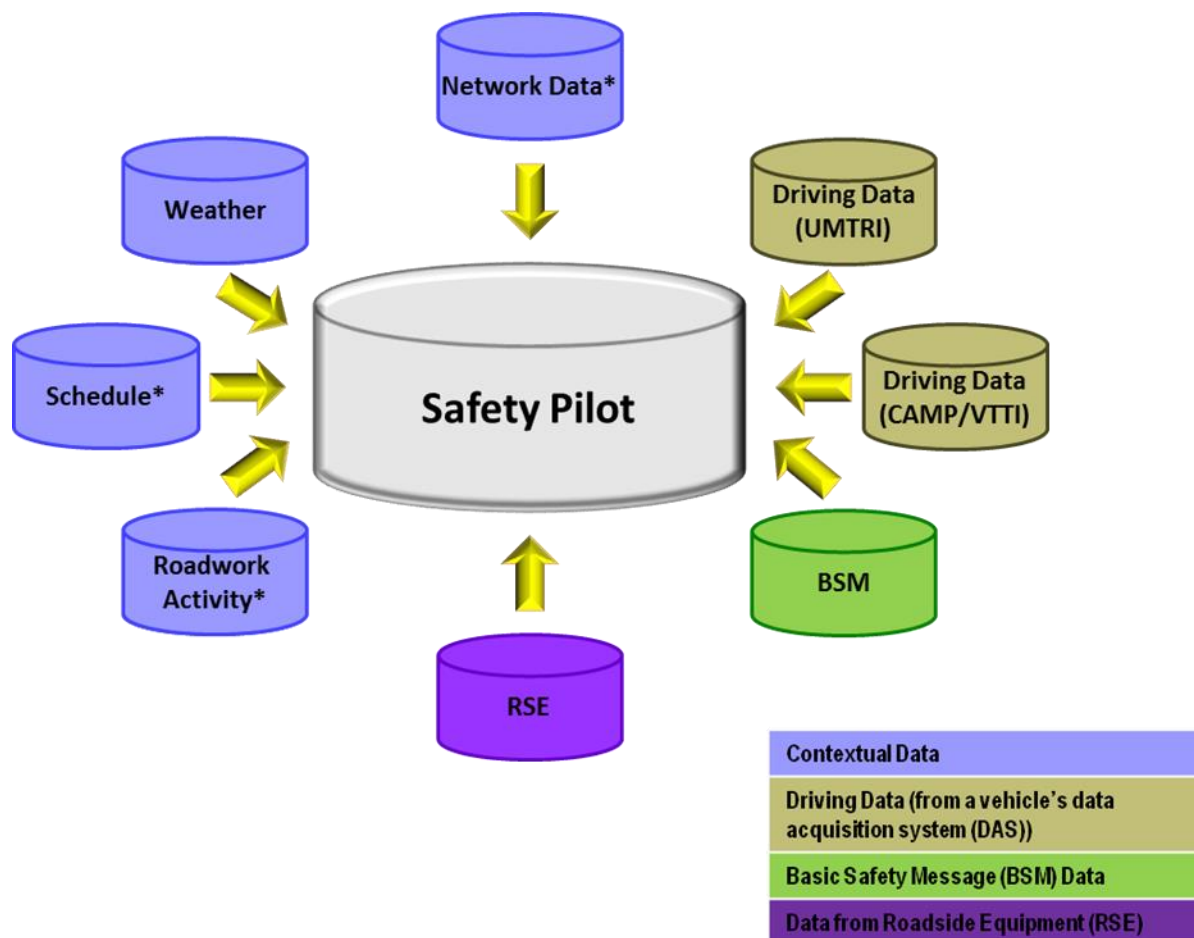 Network Data*
Weather
Driving Data
(UMTRI)
Schedule*
Safety Pilot
Driving Data
(CAMP/VTTI)
Roadwork
Activity*
BSM
RSE
Contextual Data
Driving Data (from a vehicle's data
acquisition system (DAS))
Basic Safety Message (BSM) Data
Data from Roadside Equipment (RSE)